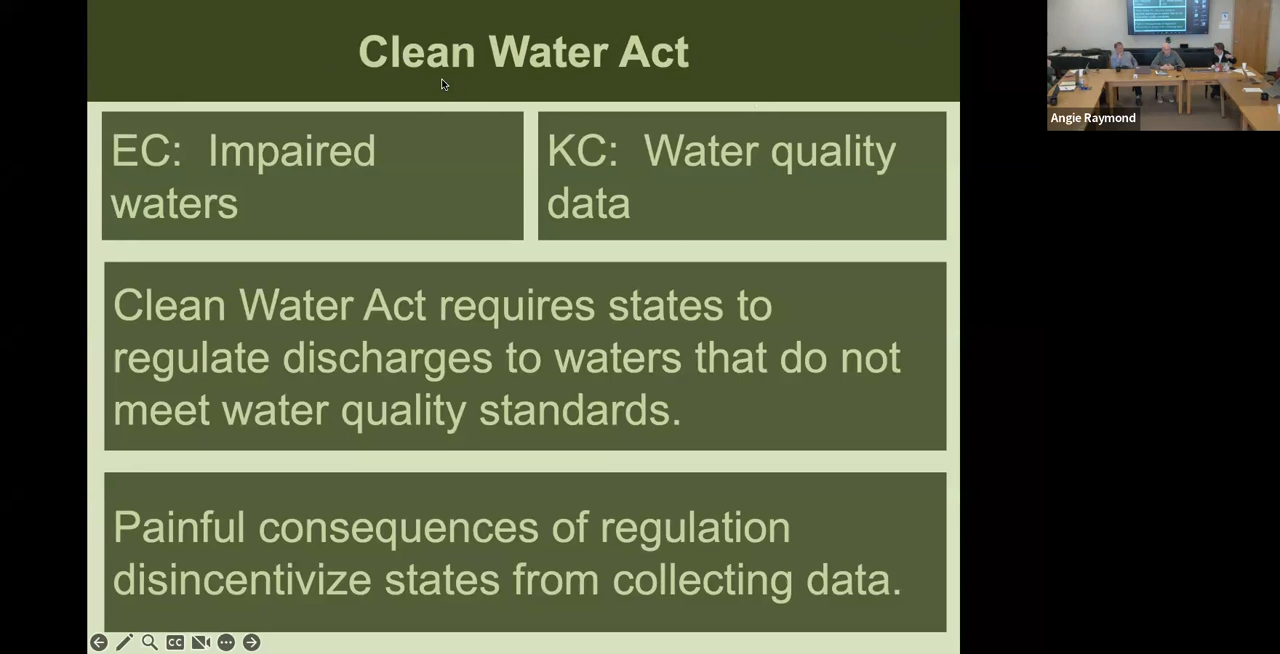 Clean Water Act
EC: Impaired
waters
KC: Water quality
data
Clean Water Act requires states to
regulate discharges to waters that do not
meet water quality standards.
Painful consequences of regulation
disincentivize states from collecting data.
CC
Angie Raymond